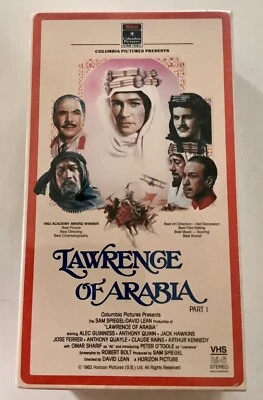 Columbia Pictures
HOME VIDEO
COLUMBIA PICTURES PRESENTS
1962 ACADEMY AWARD WINNER
Best Picture
Best Directing
Best Cinematography
Best Art Direction - Set Decoration
Best Film Editing
Best Music - Scoring
Best Sound
LAWRENCE
OF ARABIA
PART I
Columbia Pictures Presents
The SAM SPIEGEL·DAVID LEAN Production of
"LAWRENCE OF ARABIA"
starring ALEC GUINNESS · ANTHONY QUINN · JACK HAWKINS
JOSE FERRER · ANTHONY QUAYLE · CLAUDE RAINS · ARTHUR KENNEDY
with OMAR SHARIF as "Ali" and introducing PETER O'TOOLE as "Lawrence"
Screenplay by ROBERT BOLT Produced by SAM SPIEGEL
Directed by DAVID LEAN A HORIZON PICTURE
© 1962 Horizon Pictures (G.B.) Ltd. All Rights Reserved.
VHS
STEREO